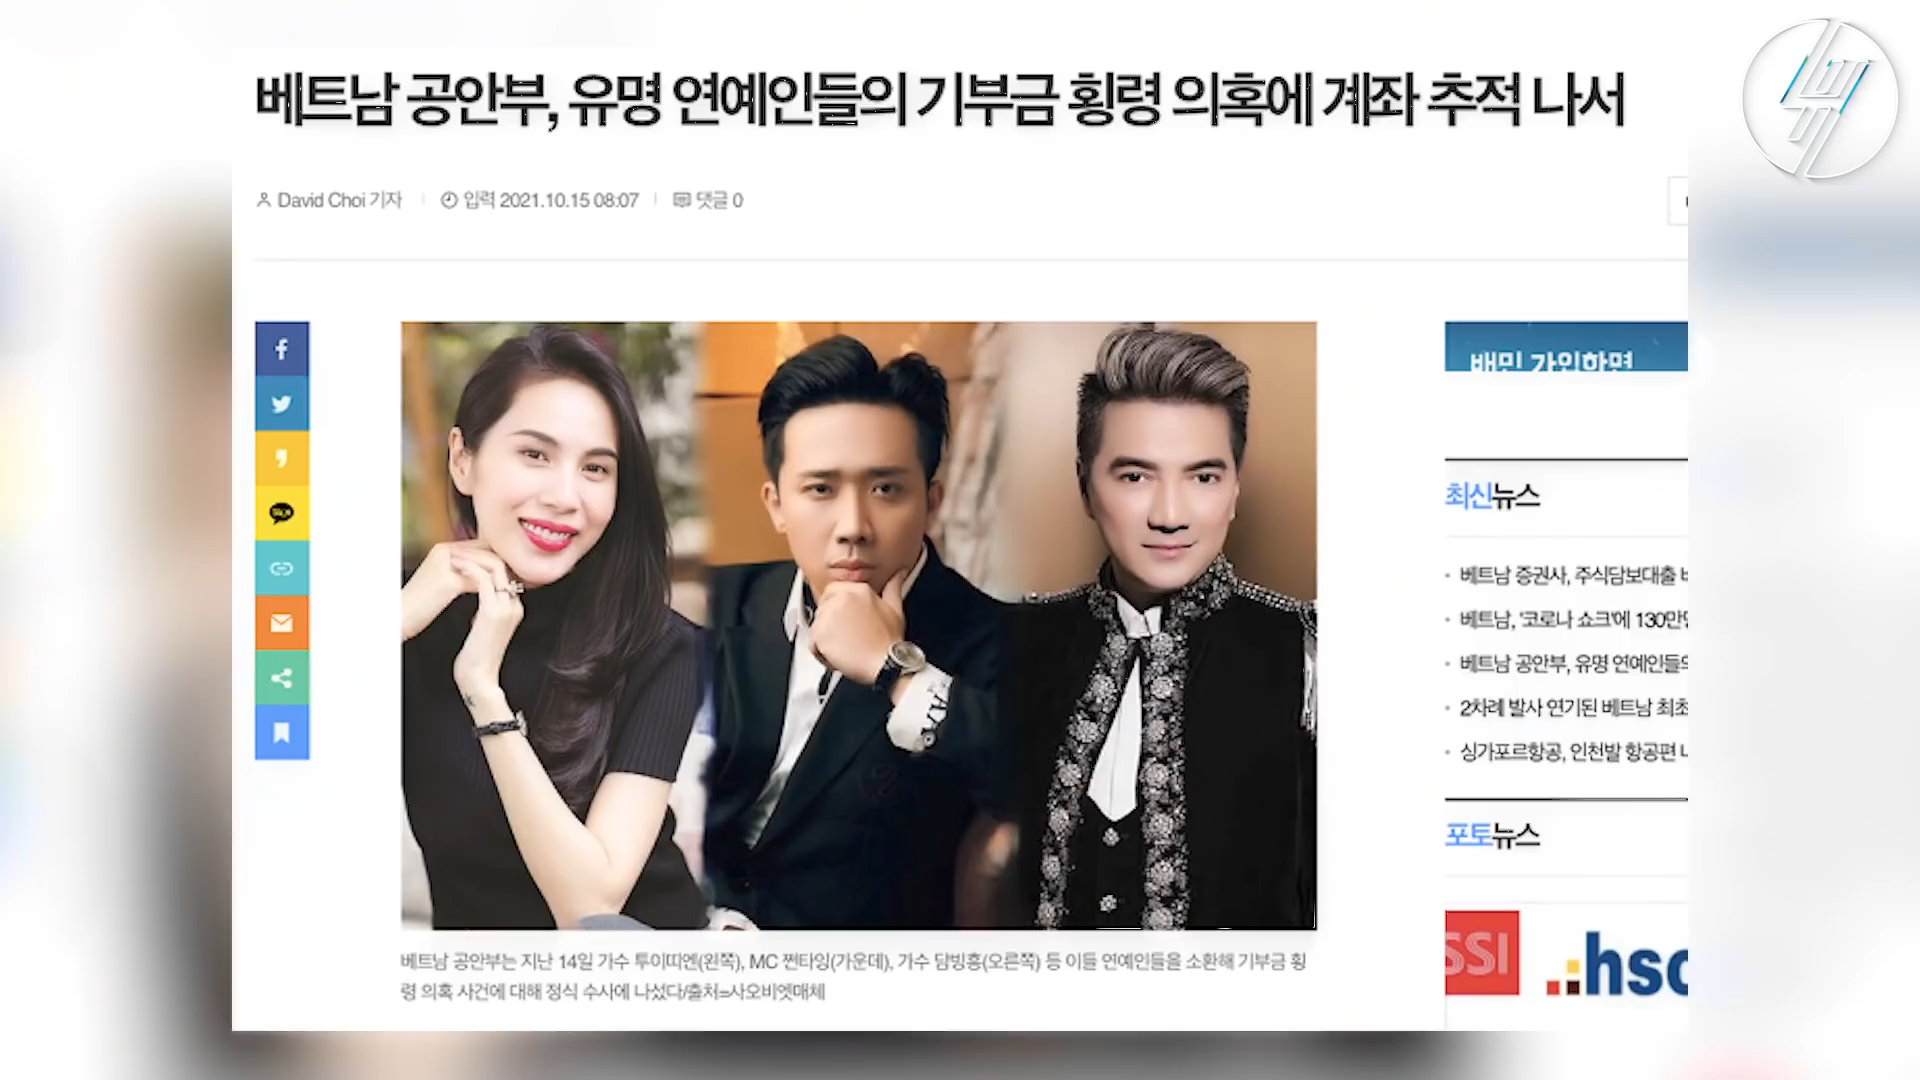 베트남 공안부, 유명 연예인들의 기부금 횡령 의혹에 계좌 추적 나서
David Choi 기자
입력 2021.10.15 08:07
댓글 0
배민 가입하면
최신뉴스
베트남 증권사, 주식담보대출
베트남, '코로나 쇼크'에 130만
베트남 공안부, 유명 연예인들의
2차례 발사 연기된 베트남 최초
싱가포르항공, 인천발 항공편
포토뉴스
SSI
.:hsc
베트남 공안부는 지난 14일 가수 투이띠엔(왼쪽), MC 쩐타잉(가운데), 가수 담빙흥(오른쪽) 등 이들 연예인들을 소환해 기부금 횡
령 의혹 사건에 대해 정식 수사에 나섰다/출처=사오비엣매체